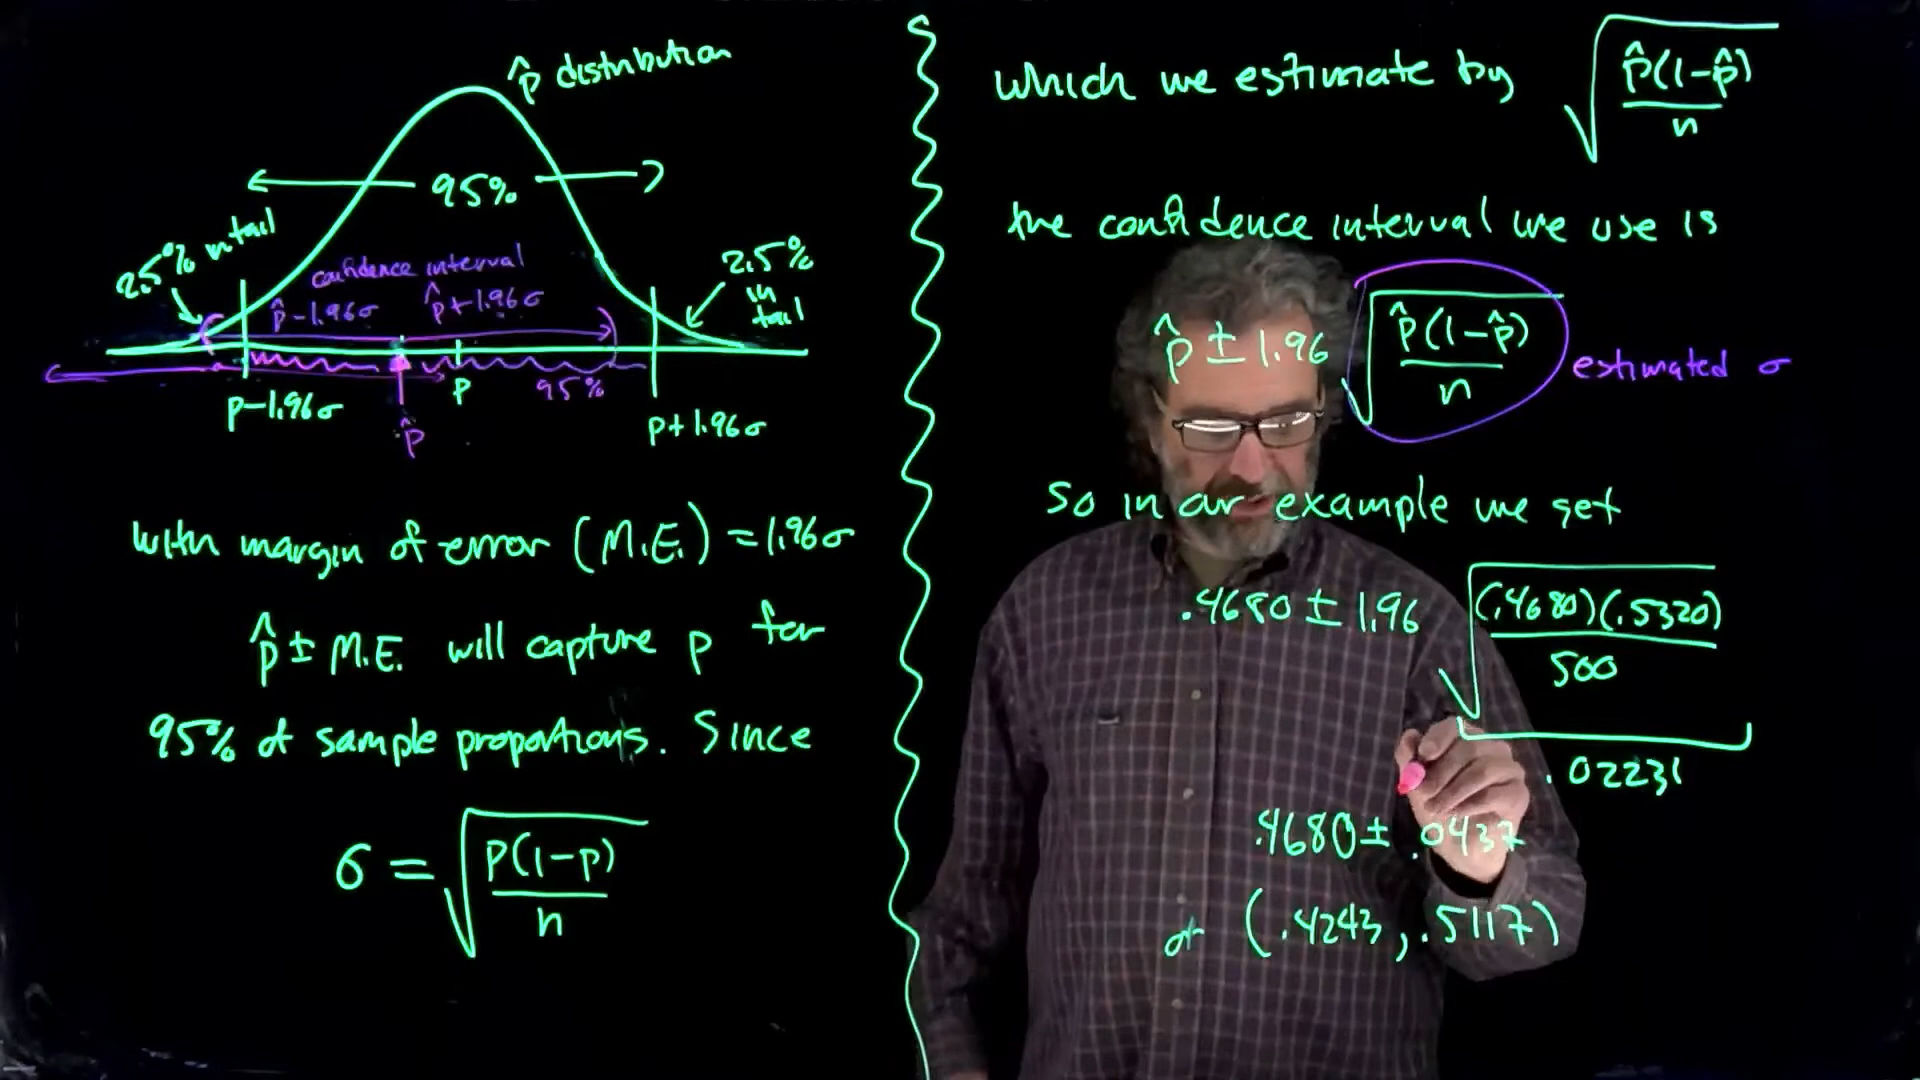 p̂ distribution
95%
2.5% in tail
2.5%
in
tail
confidence interval
p̂-1.96σ p̂+1.96σ
95%
p
p-1.96σ
p̂
p+1.96σ
with margin of error (M.E.) = 1.96σ
p̂ ± M.E. will capture p for
95% of sample proportions. Since
σ = √(p(1-p)/n)
which we estimate by √(p̂(1-p̂)/n)
the confidence interval we use is
p̂ ± 1.96 √(p̂(1-p̂)/n) estimated σ
So in our example we get
.4680 ± 1.96 √((.4680)(.5320)/500)
.02231
.4680 ± .0437
or (.4243, .5117)